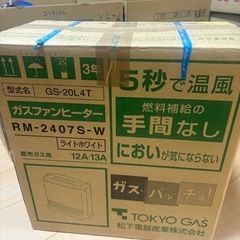 3年
5秒で温風
型式名 GS-20L4T
ガスファンヒーター
RM-2407S-W
ライトホワイト
都市ガス用 12A·13A
燃料補給の
手間なし
においが気にならない
ガス・パッチョ!
TOKYO GAS
松下電器産業株式会社